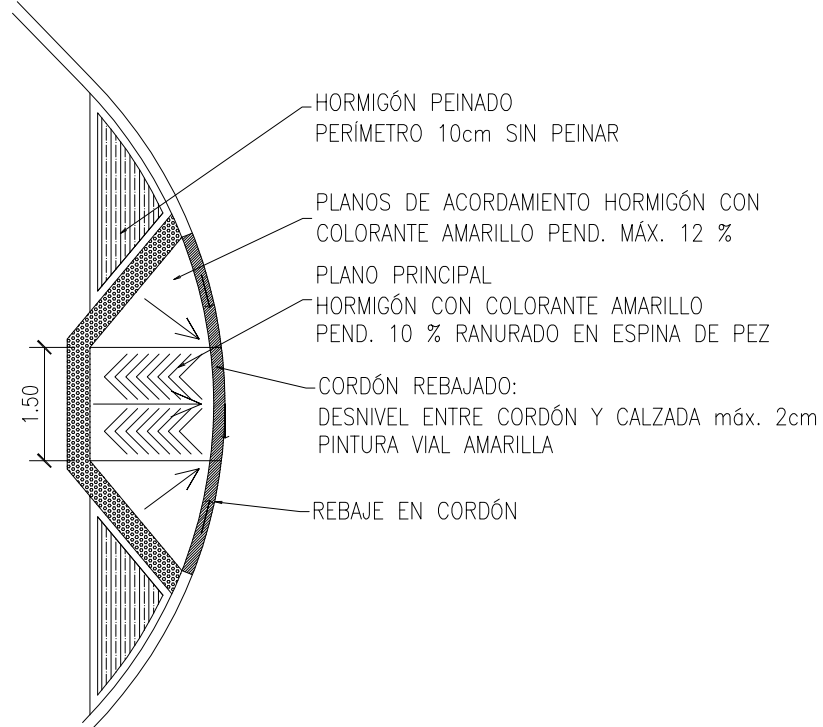 HORMIGÓN PEINADO
PERÍMETRO 10cm SIN PEINAR
PLANOS DE ACORDAMIENTO HORMIGÓN CON
COLORANTE AMARILLO PEND. MÁX. 12 %
PLANO PRINCIPAL
HORMIGÓN CON COLORANTE AMARILLO
PEND. 10 % RANURADO EN ESPINA DE PEZ
1.50
CORDÓN REBAJADO:
DESNIVEL ENTRE CORDÓN Y CALZADA máx. 2cm
PINTURA VIAL AMARILLA
REBAJE EN CORDÓN